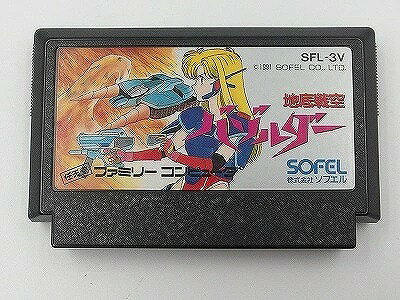 SFL-3V
©1991 SOFEL CO., LTD.
地底戦空
バゾルダー
SOFEL
株式会社ソフエル
ファミリー コンピュータ